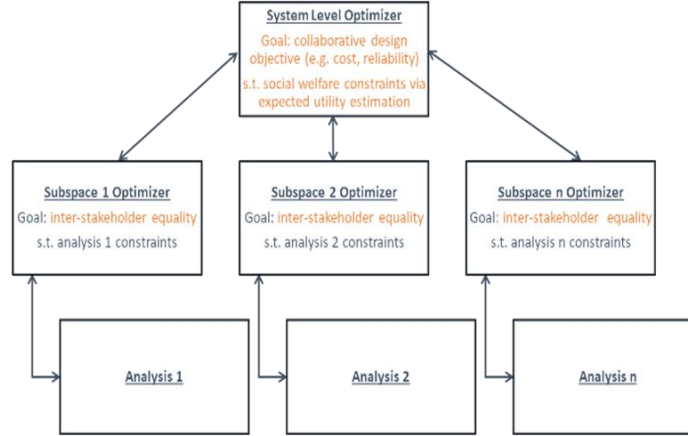 System Level Optimizer
Goal: collaborative design
objective (e.g. cost, reliability)
s.t. social welfare constraints via
expected utility estimation
Subspace 1 Optimizer
Goal: inter-stakeholder equality
s.t. analysis 1 constraints
Subspace 2 Optimizer
Goal: inter-stakeholder equality
s.t. analysis 2 constraints
Subspace n Optimizer
Goal: inter-stakeholder equality
s.t. analysis n constraints
Analysis 1
Analysis 2
Analysis n